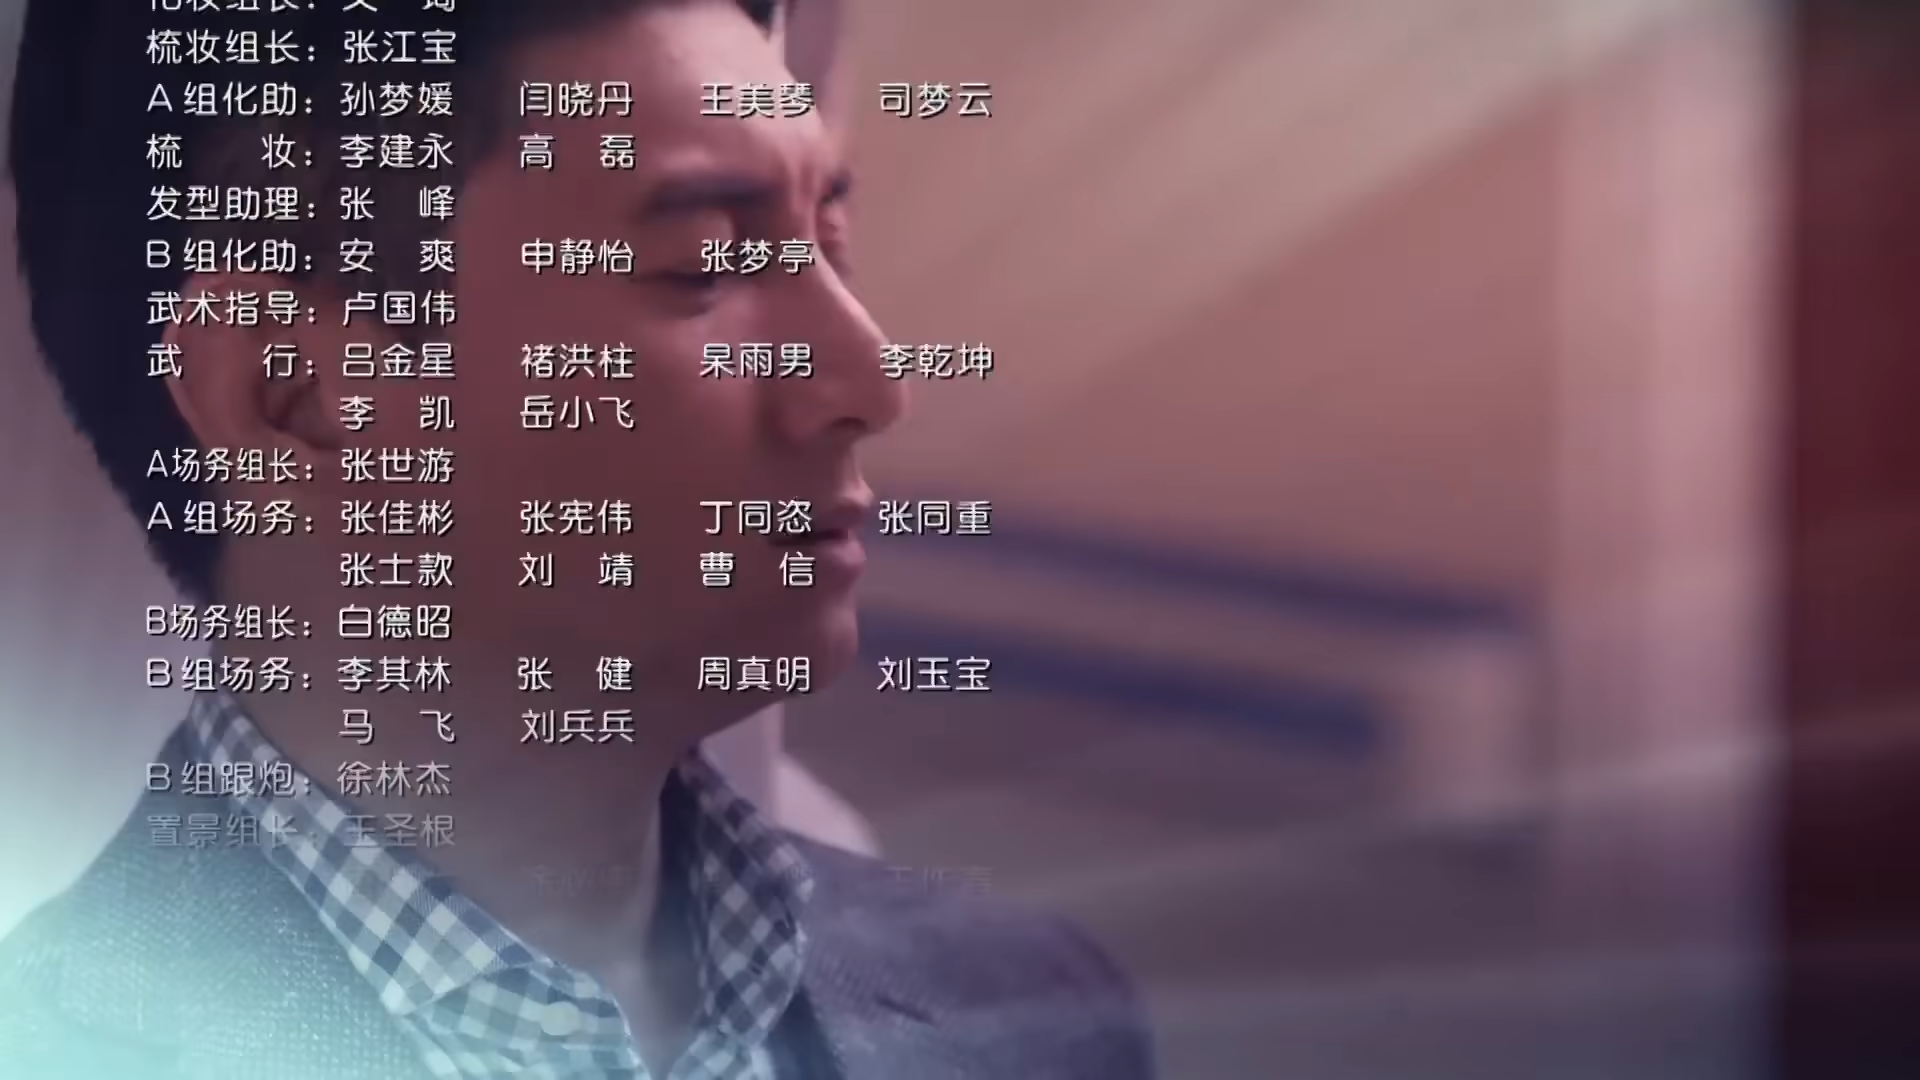 化妆组长：吴　珣
梳妆组长：张江宝
A 组化助：孙梦媛　闫晓丹　王美琴　司梦云
梳　　妆：李建永　高　磊
发型助理：张　峰
B 组化助：安　爽　申静怡　张梦亭
武术指导：卢国伟
武　　行：吕金星　褚洪柱　杲雨男　李乾坤
李　凯　岳小飞
A场务组长：张世游
A 组场务：张佳彬　张宪伟　丁同恣　张同重
张士款　刘　靖　曹　信
B场务组长：白德昭
B 组场务：李其林　张　健　周真明　刘玉宝
马　飞　刘兵兵
B 组跟炮：徐林杰
置景组长：王圣根